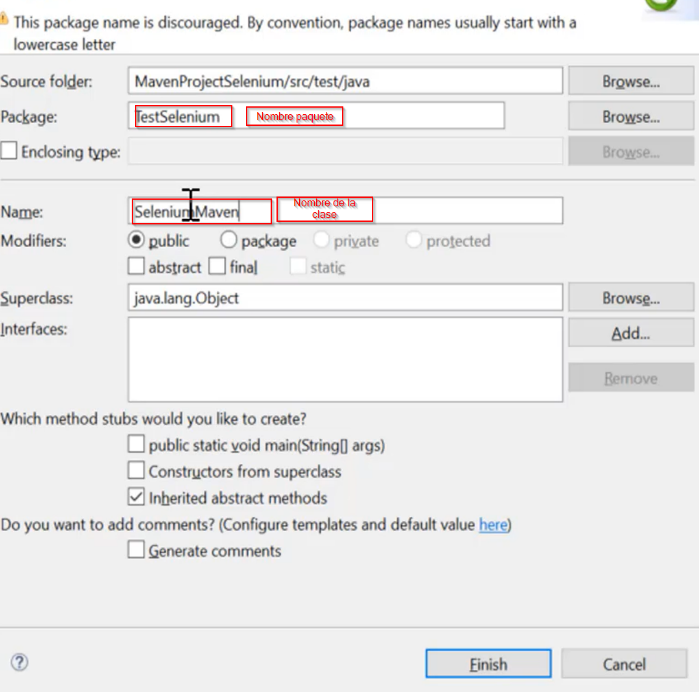 This package name is discouraged. By convention, package names usually start with a
lowercase letter
Source folder: MavenProjectSelenium/src/test/java Browse...
Package: TestSelenium Nombre paquete Browse...
Enclosing type: Browse...
Name: SeleniumMaven Nombre de la
clase
Modifiers: public package private protected
abstract final static
Superclass: java.lang.Object Browse...
Interfaces: Add...
Remove
Which method stubs would you like to create?
public static void main(String[] args)
Constructors from superclass
Inherited abstract methods
Do you want to add comments? (Configure templates and default value here)
Generate comments
? Finish Cancel